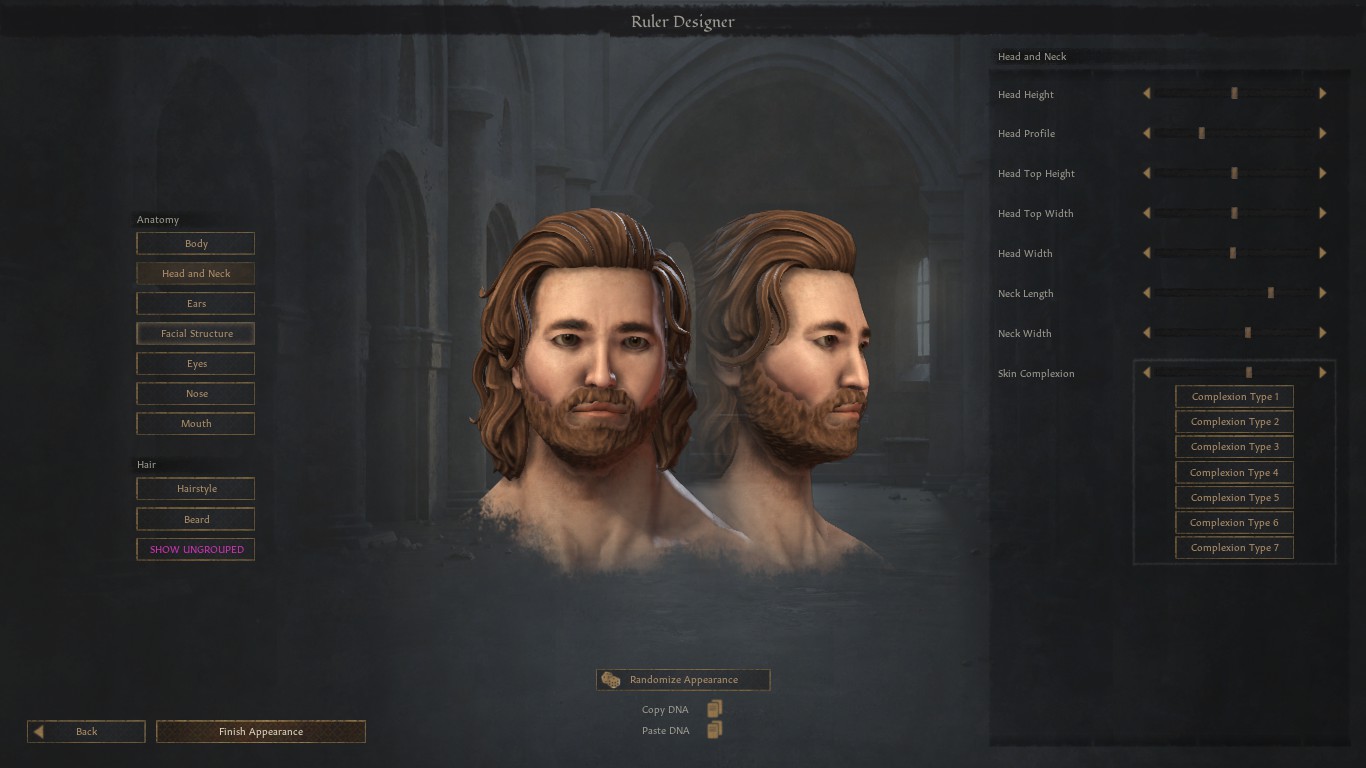 Ruler Designer
Anatomy
Body
Head and Neck
Ears
Facial Structure
Eyes
Nose
Mouth
Hair
Hairstyle
Beard
SHOW UNGROUPED
Head and Neck
Head Height
Head Profile
Head Top Height
Head Top Width
Head Width
Neck Length
Neck Width
Skin Complexion
Complexion Type 1
Complexion Type 2
Complexion Type 3
Complexion Type 4
Complexion Type 5
Complexion Type 6
Complexion Type 7
Randomize Appearance
Copy DNA
Paste DNA
Back
Finish Appearance